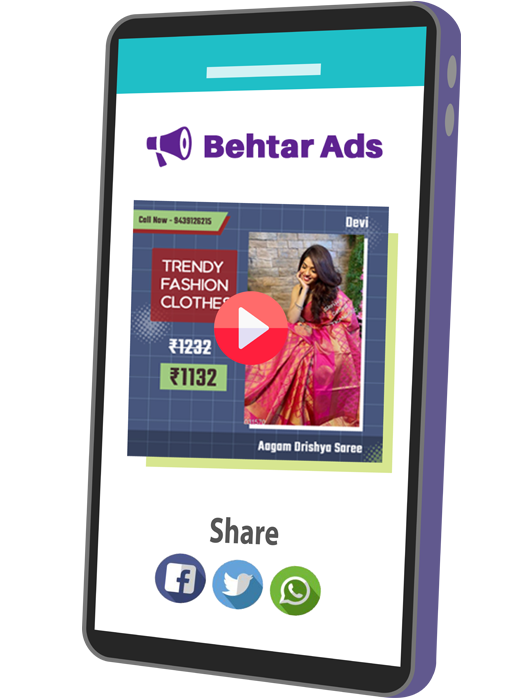 Behtar Ads
Call Now - 9439126215
Devi
TRENDY
FASHION
CLOTHES
₹1232
₹1132
Aagam Drishya Saree
Share